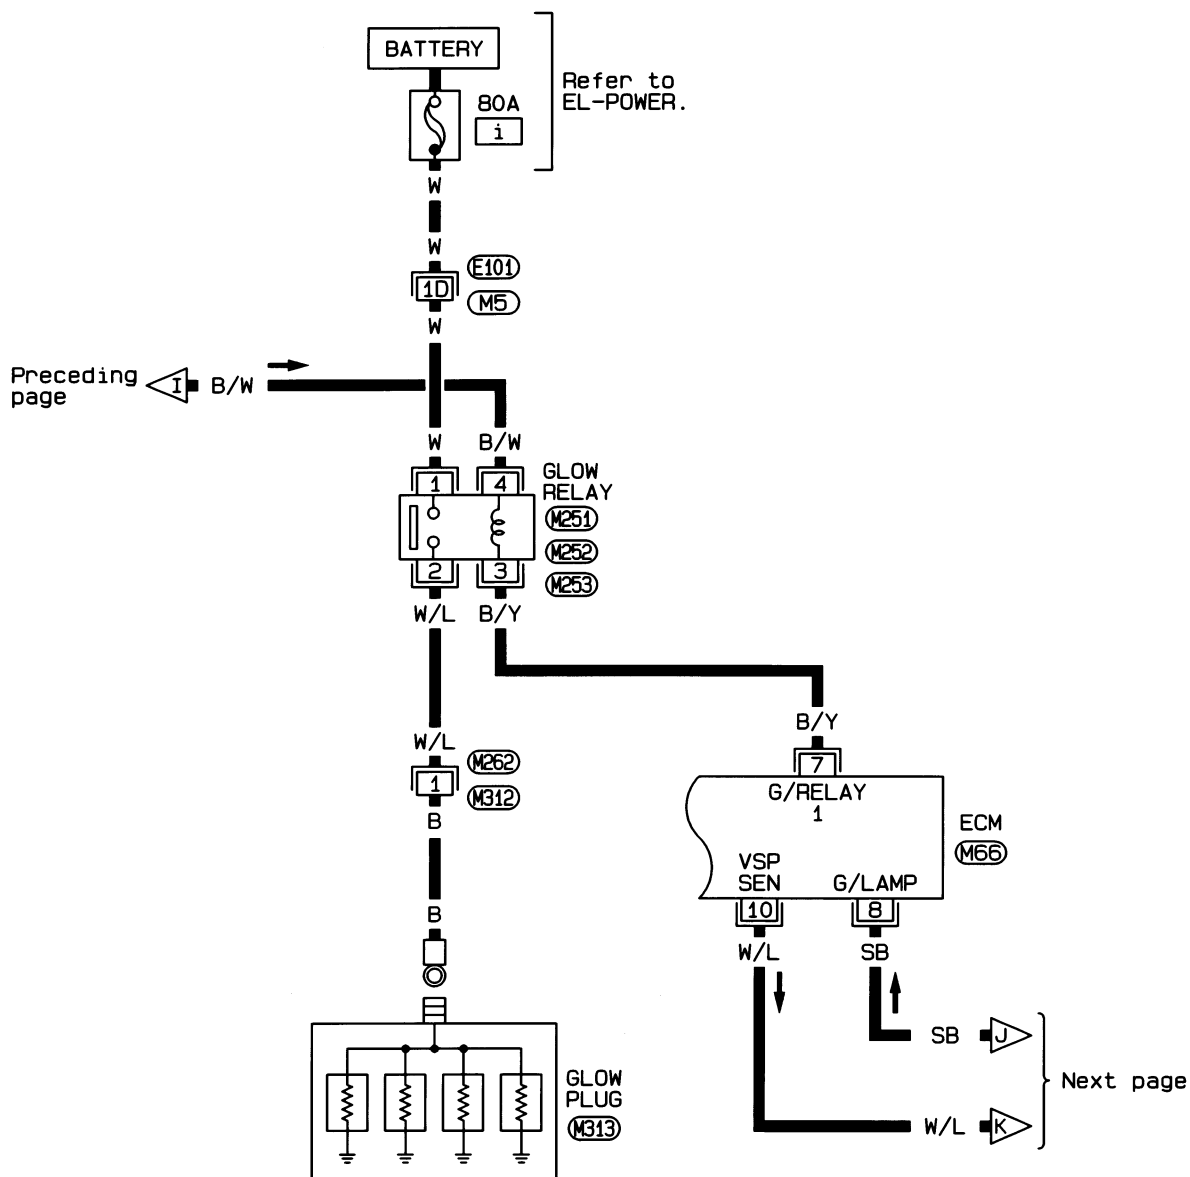 BATTERY
Refer to
EL-POWER.
80A
i
W
W
E101
1D
M5
W
Preceding
page
I
B/W
W
B/W
1
4
GLOW
RELAY
M251
M252
2
3
M253
W/L
B/Y
B/Y
W/L
M262
1
M312
7
G/RELAY
1
B
ECM
M66
VSP
SEN
G/LAMP
10
8
B
W/L
SB
SB
J
Next page
GLOW
PLUG
M313
W/L
K